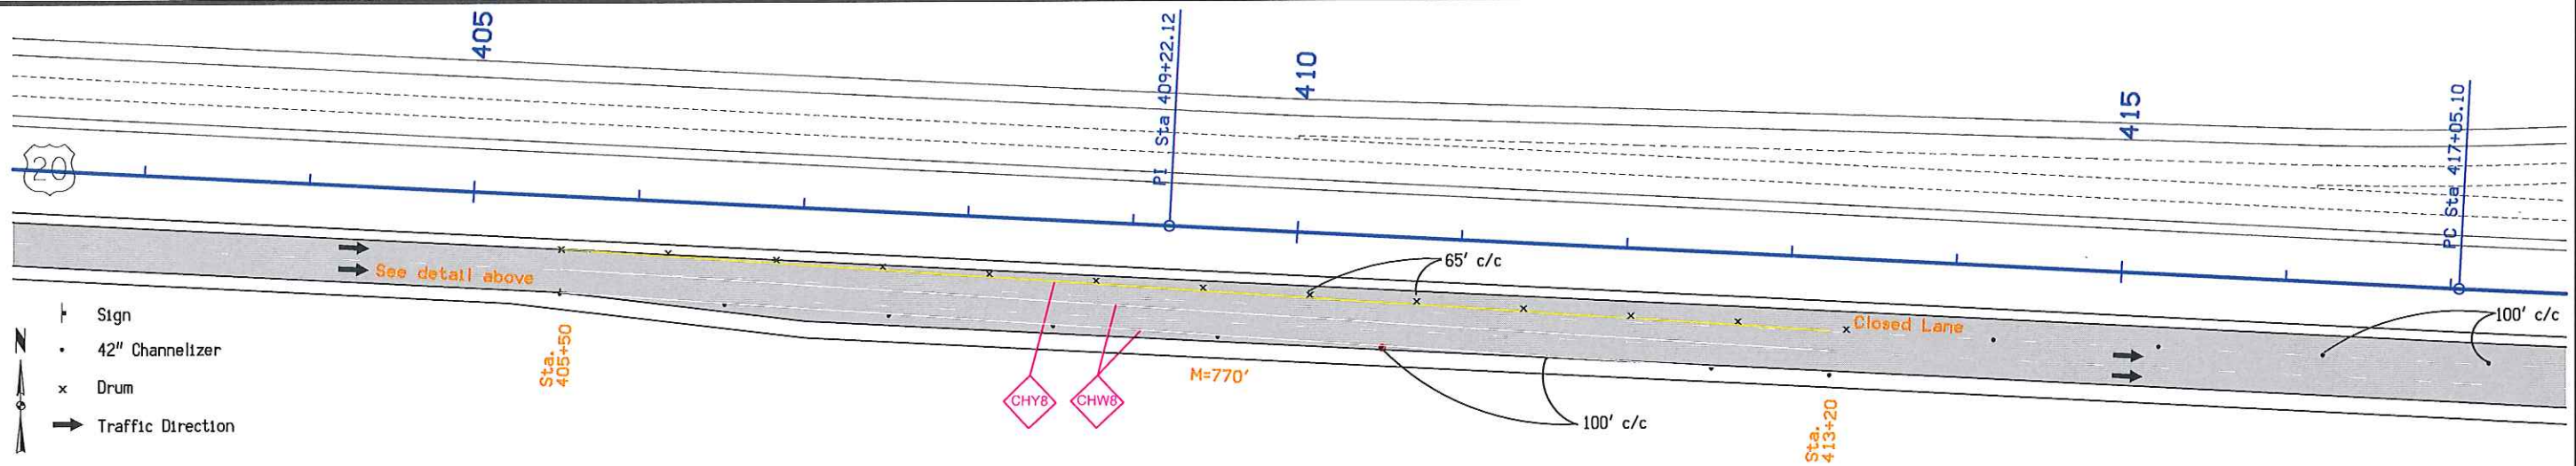 405
410
415
PI Sta 409+22.12
PC Sta 417+05.10
20
See detail above
65' c/c
Closed Lane
100' c/c
Sign
42" Channelizer
Drum
Traffic Direction
N
Sta.
405+50
CHY8
CHW8
M=770'
100' c/c
Sta.
413+20